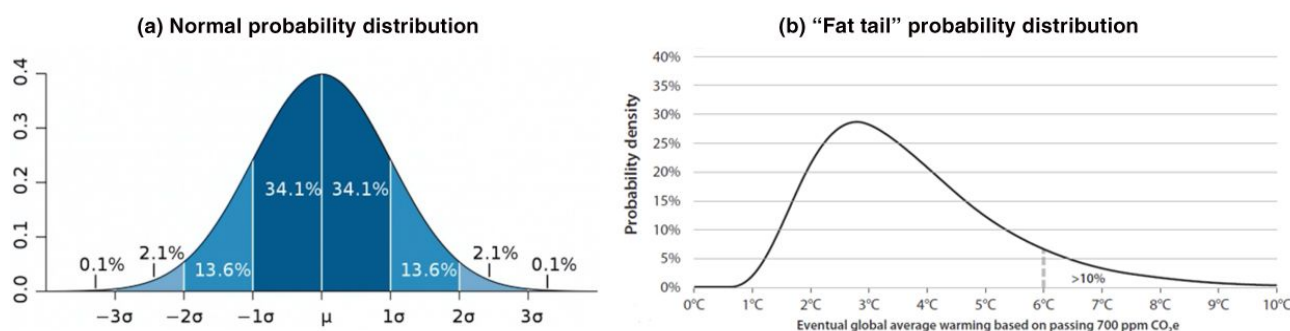 (a) Normal probability distribution
0.4
0.3
0.2
0.1
0.0
34.1% 34.1%
0.1% 2.1% 13.6% 13.6% 2.1% 0.1%
−3σ −2σ −1σ μ 1σ 2σ 3σ
(b) “Fat tail” probability distribution
Probability density
40%
35%
30%
25%
20%
15%
10%
5%
0%
>10%
0°C 1°C 2°C 3°C 4°C 5°C 6°C 7°C 8°C 9°C 10°C
Eventual global average warming based on passing 700 ppm CO₂e